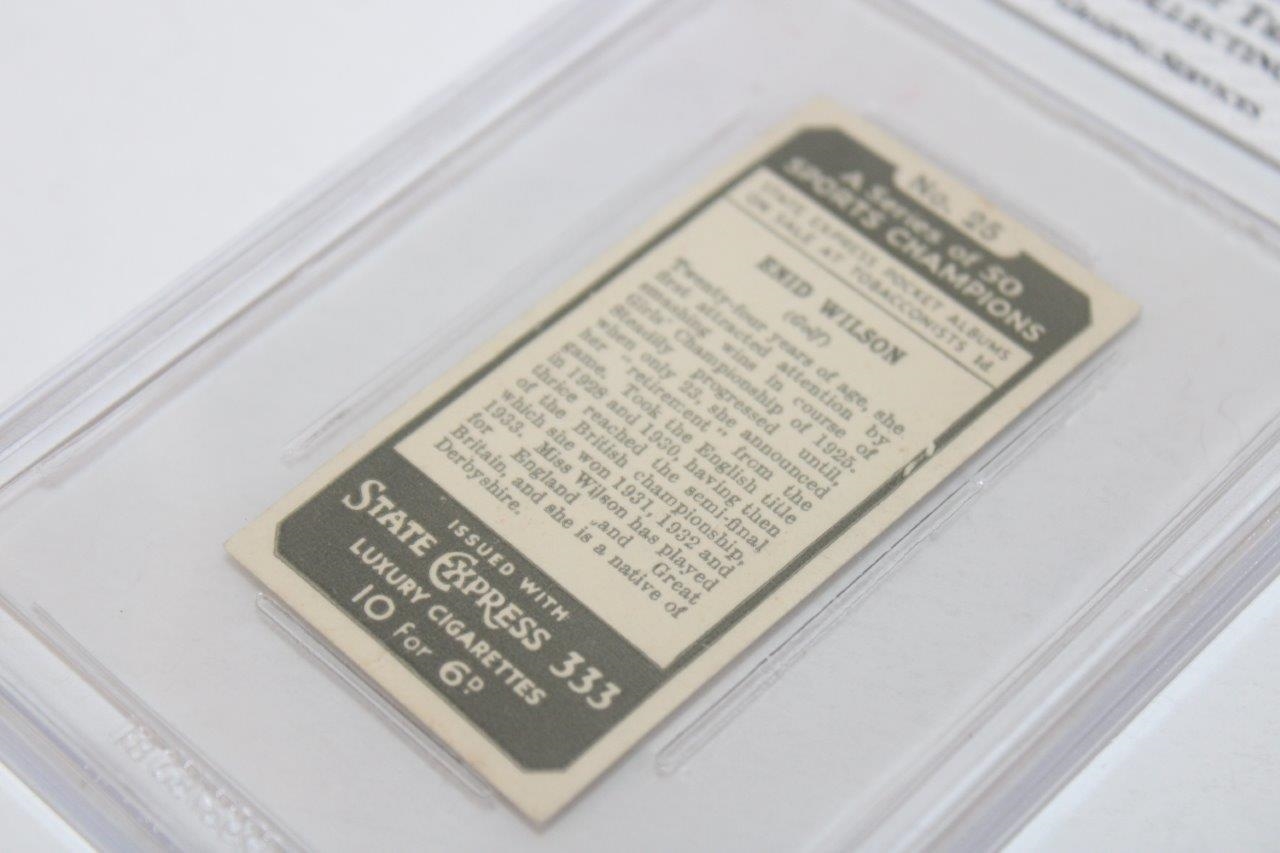 COLLECTING
GRADING SERVICES
No. 25
A Series of 50
SPORTS CHAMPIONS
STATE EXPRESS POCKET ALBUMS
ON SALE AT TOBACCONISTS 1d.
ENID WILSON
(Golf)
Twenty-four years of age, she
first attracted attention by
smashing wins in course of
Girls' Championship of 1925.
Steadily progressed until,
when only 23, she announced
her "retirement" from the
game. Took the English title
in 1928 and 1930, having then
thrice reached the semi-final
of the British championship,
which she won 1931, 1932 and
1933. Miss Wilson has played
for England and Great
Britain, and she is a native of
Derbyshire.
ISSUED WITH
STATE EXPRESS 333
LUXURY CIGARETTES
10 FOR 6D